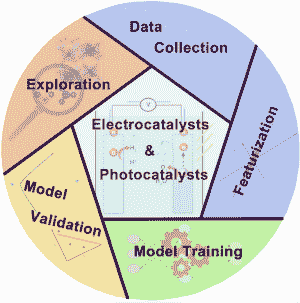 Data
Collection
Exploration
Electrocatalysts
&
Photocatalysts
Featurization
Model
Validation
Model Training
V